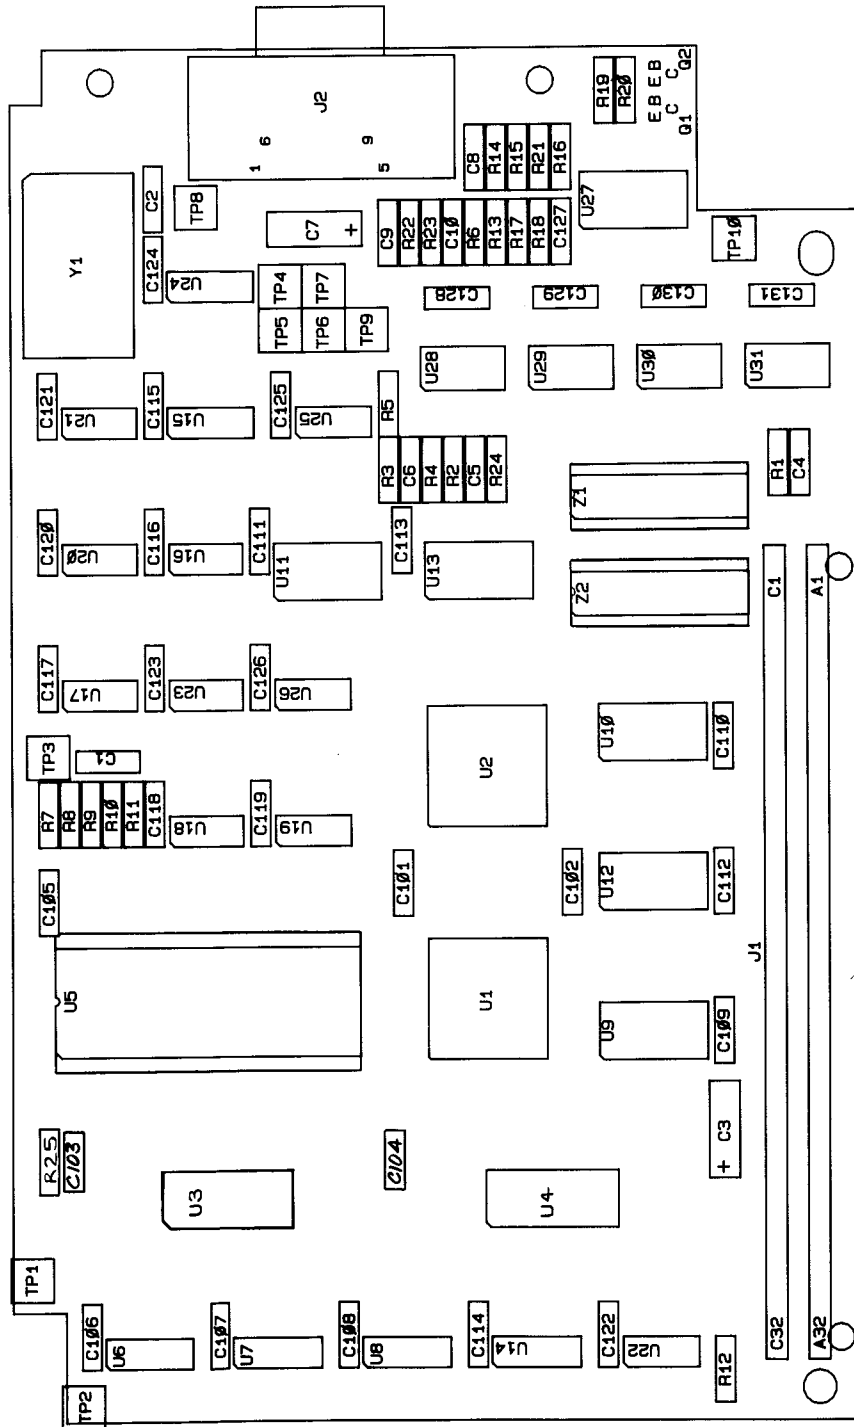 J2
1
6
9
5
R19
R20
E B
C
Q1
E B
C
Q2
Y1
C2
TP8
C7
+
C8
R14
R15
R21
R16
U27
C9
R22
R23
C10
R6
R13
R17
R18
C127
TP10
C124
U24
TP4
TP7
TP5
TP6
TP9
C128
C129
C130
C131
U28
U29
U30
U31
C121
U21
C115
U15
C125
U25
R5
R3
C6
R4
R2
C5
R24
Z1
R1
C4
C120
U20
C116
U16
C111
U11
C113
U13
Z2
C1
A1
C117
U17
C123
U23
C126
U26
TP3
C1
U2
U10
C110
R7
R8
R9
R10
R11
C118
U18
C119
U19
C105
C101
C102
U12
C112
J1
U5
U1
U9
C109
R25
C103
C104
+
C3
U3
U4
TP1
C106
U6
C107
U7
C108
U8
C114
U14
C122
U22
R12
C32
A32
TP2